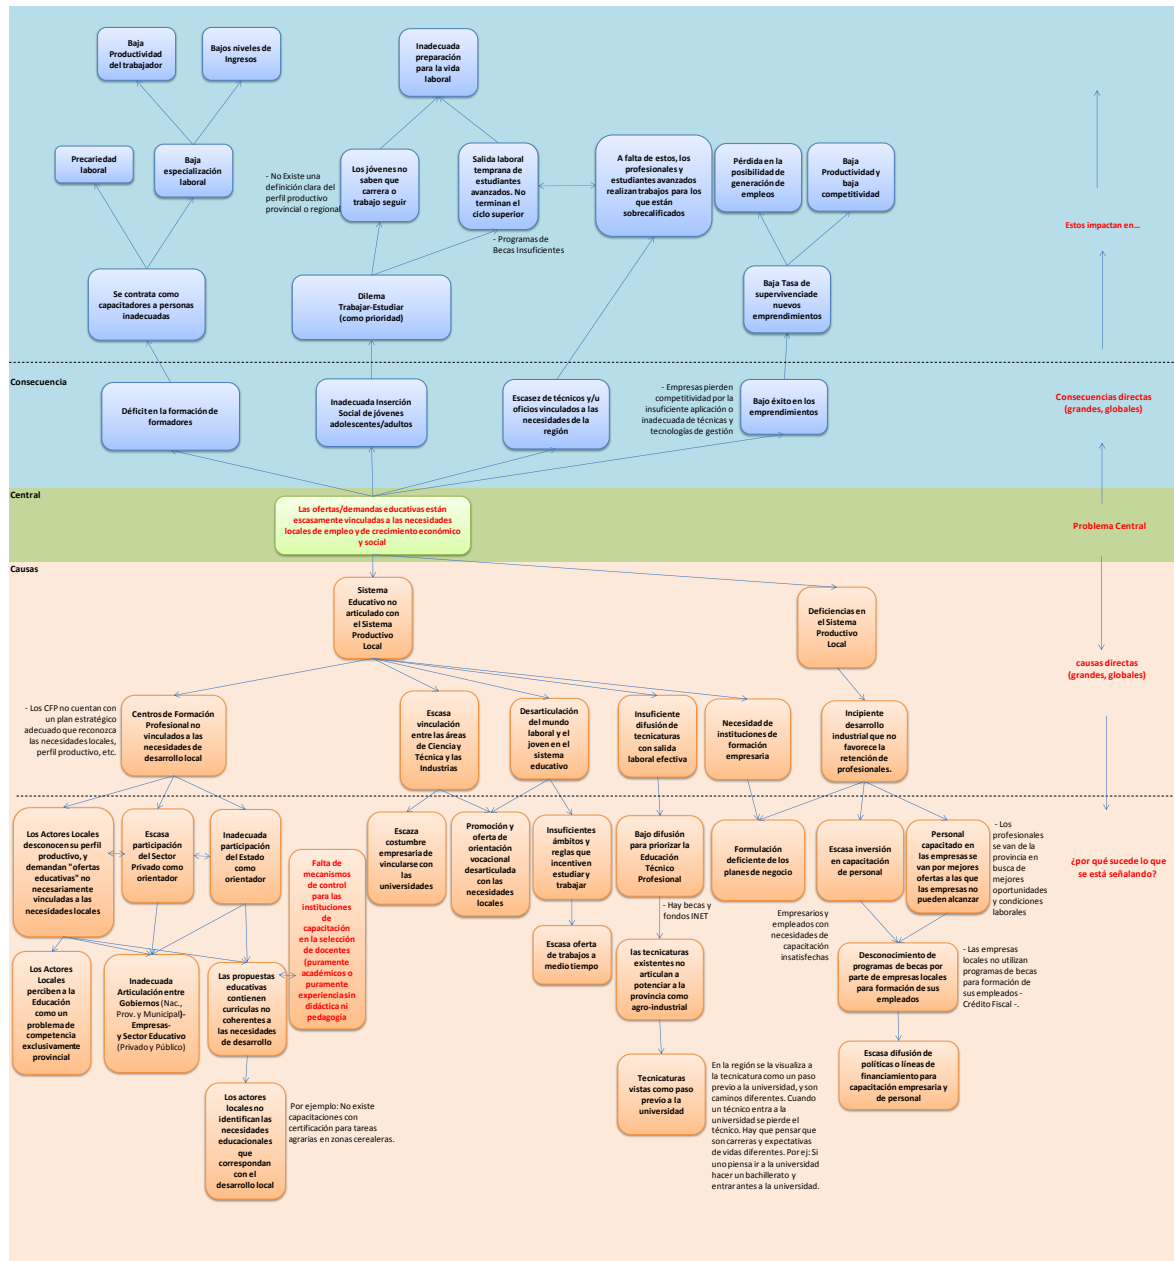 Baja
Productividad
del trabajador
Bajos niveles de
Ingresos
Inadecuada
preparación
para la vida
laboral
Precariedad
laboral
Baja
especialización
laboral
- No Existe una
definición clara del
perfil productivo
provincial o regional
Los jóvenes no
saben que
carrera o
trabajo seguir
Salida laboral
temprana de
estudiantes
avanzados. No
terminan el
ciclo superior
A falta de estos, los
profesionales y
estudiantes avanzados
realizan trabajos para los
que están
sobrecalificados
Pérdida en la
posibilidad de
generación de
empleos
Baja
Productividad y
baja
competitividad
Estos impactan en...
- Programas de
Becas Insuficientes
Se contrata como
capacitadores a personas
inadecuadas
Dilema
Trabajar-Estudiar
(como prioridad)
Baja Tasa de
supervivenciade
nuevos
emprendimientos
Consecuencia
Déficit en la formación de
formadores
Inadecuada Inserción
Social de jóvenes
adolescentes/adultos
Escasez de técnicos y/u
oficios vinculados a las
necesidades de la
región
- Empresas pierden
competitividad por la
insuficiente aplicación o
inadecuada de técnicas y
tecnologías de gestión
Bajo éxito en los
emprendimientos
Consecuencias directas
(grandes, globales)
Central
Las ofertas/demandas educativas están
escasamente vinculadas a las necesidades
locales de empleo y de crecimiento económico
y social
Problema Central
Causas
Sistema
Educativo no
articulado con
el Sistema
Productivo
Local
Deficiencias en
el Sistema
Productivo
Local
causas directas
(grandes, globales)
- Los CFP no cuentan con
un plan estratégico
adecuado que reconozca
las necesidades locales,
perfil productivo, etc.
Centros de Formación
Profesional no
vinculados a las
necesidades de
desarrollo local
Escasa
vinculación
entre las áreas
de Ciencia y
Técnica y las
Industrias
Desarticulación
del mundo
laboral y el
joven en el
sistema
educativo
Insuficiente
difusión de
tecnicaturas
con salida
laboral efectiva
Necesidad de
instituciones de
formación
empresaria
Incipiente
desarrollo
industrial que no
favorece la
retención de
profesionales.
Los Actores Locales
desconocen su perfil
productivo, y
demandan "ofertas
educativas" no
necesariamente
vinculadas a las
necesidades locales
Escasa
participación
del Sector
Privado como
orientador
Inadecuada
participación
del Estado como
orientador
Falta de
mecanismos
de control
para las
instituciones
de
capacitación
en la selección
de docentes
(puramente
académicos o
puramente
experiencia sin
didáctica ni
pedagogía
Escaza
costumbre
empresaria de
vincularse con
las
universidades
Promoción y
oferta de
orientación
vocacional
desarticulada
con las
necesidades
locales
Insuficientes
ámbitos y
reglas que
incentiven
estudiar y
trabajar
Bajo difusión
para priorizar la
Educación
Técnico
Profesional
Formulación
deficiente de los
planes de negocio
Escasa inversión
en capacitación
de personal
Personal
capacitado en
las empresas se
van por mejores
ofertas a las que
las empresas no
pueden alcanzar
- Los
profesionales
se van de la
provincia en
busca de
mejores
oportunidades
y condiciones
laborales
¿por qué sucede lo que
se está señalando?
- Hay becas y
fondos INET
Empresarios y
empleados con
necesidades de
capacitación
insatisfechas
Los Actores
Locales
perciben a la
Educación
como un
problema de
competencia
exclusivamente
provincial
Inadecuada
Articulación entre
Gobiernos (Nac.,
Prov. y Municipal)-
Empresas-
y Sector Educativo
(Privado y Público)
Las propuestas
educativas
contienen
curriculas no
coherentes a
las necesidades
de desarrollo
Escasa oferta
de trabajos a
medio tiempo
las tecnicaturas
existentes no
articulan a
potenciar a la
provincia como
agro-industrial
Desconocimiento de
programas de becas por
parte de empresas locales
para formación de sus
empleados
- Las empresas
locales no utilizan
programas de becas
para formación de
sus empleados -
Crédito Fiscal -.
Los actores
locales no
identifican las
necesidades
educacionales
que
correspondan
con el
desarrollo local
Por ejemplo: No existe
capacitaciones con
certificación para tareas
agrarias en zonas cerealeras.
Tecnicaturas
vistas como paso
previo a la
universidad
En la región se la visualiza a
la tecnicatura como un paso
previo a la universidad, y son
caminos diferentes. Cuando
un técnico entra a la
universidad se pierde el
técnico. Hay que pensar que
son carreras y expectativas
de vidas diferentes. Por ej: Si
uno piensa ir a la universidad
hacer un bachillerato y
entrar antes a la universidad.
Escasa difusión de
políticas o líneas de
financiamiento para
capacitación empresaria y
de personal